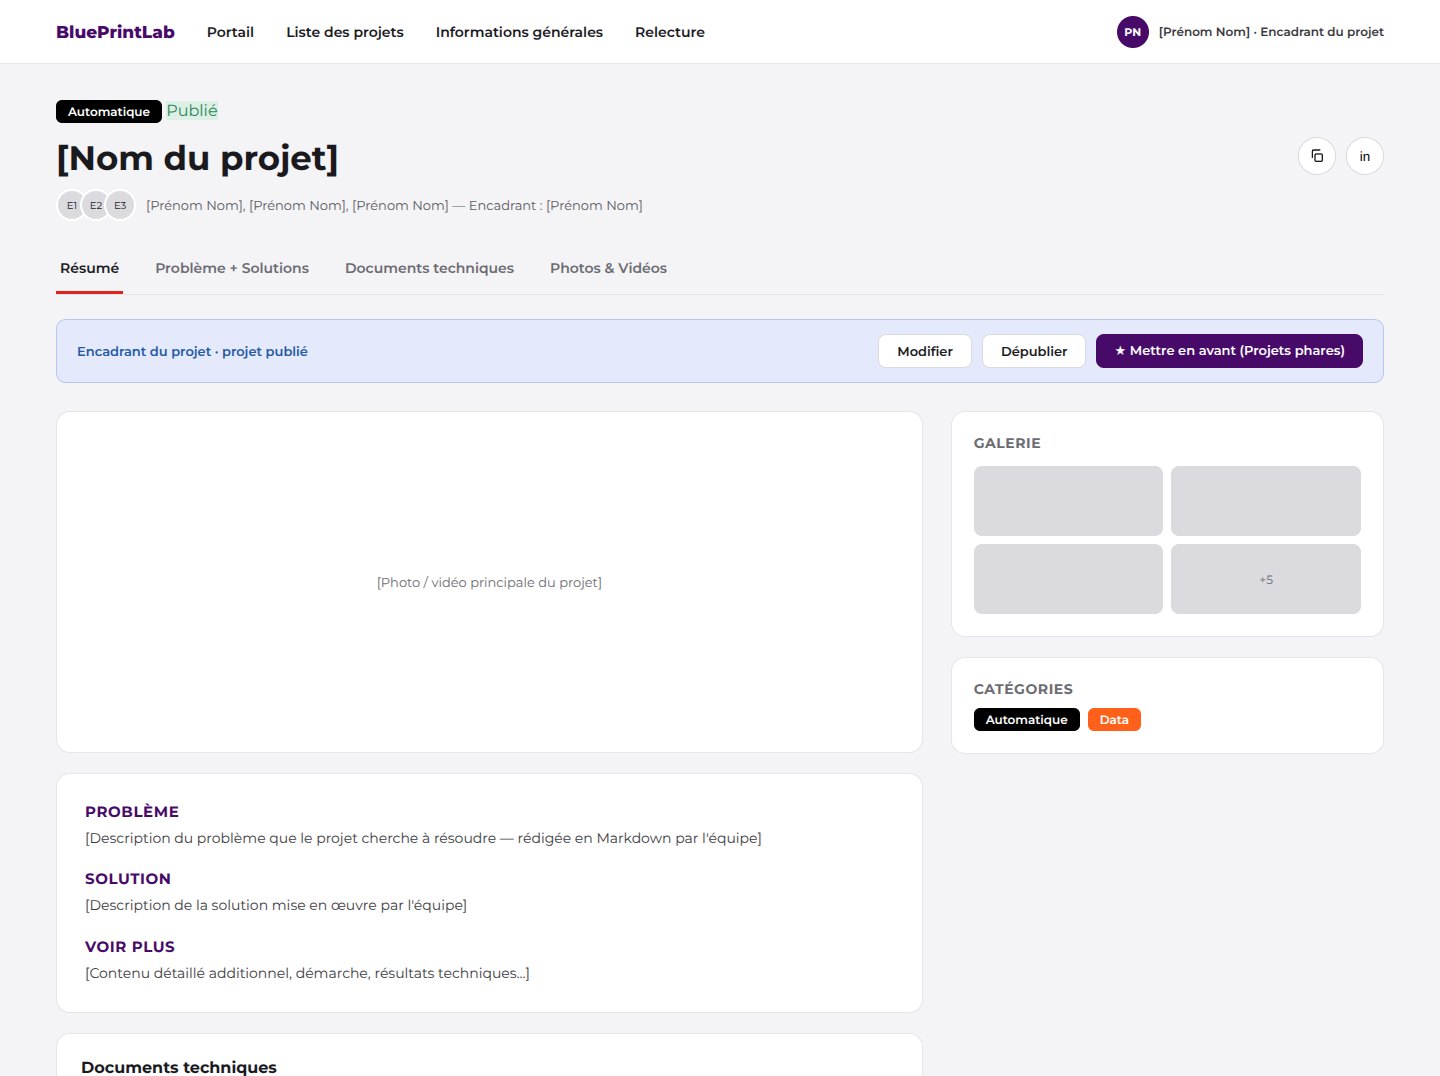 BluePrintLab Portail Liste des projets Informations générales Relecture PN [Prénom Nom] · Encadrant du projet
Automatique Publié
[Nom du projet]
in
E1 E2 E3 [Prénom Nom], [Prénom Nom], [Prénom Nom] — Encadrant : [Prénom Nom]
Résumé Problème + Solutions Documents techniques Photos & Vidéos
Encadrant du projet · projet publié Modifier Dépublier ★ Mettre en avant (Projets phares)
[Photo / vidéo principale du projet]
GALERIE
+5
CATÉGORIES
Automatique Data
PROBLÈME
[Description du problème que le projet cherche à résoudre — rédigée en Markdown par l'équipe]
SOLUTION
[Description de la solution mise en œuvre par l'équipe]
VOIR PLUS
[Contenu détaillé additionnel, démarche, résultats techniques...]
Documents techniques